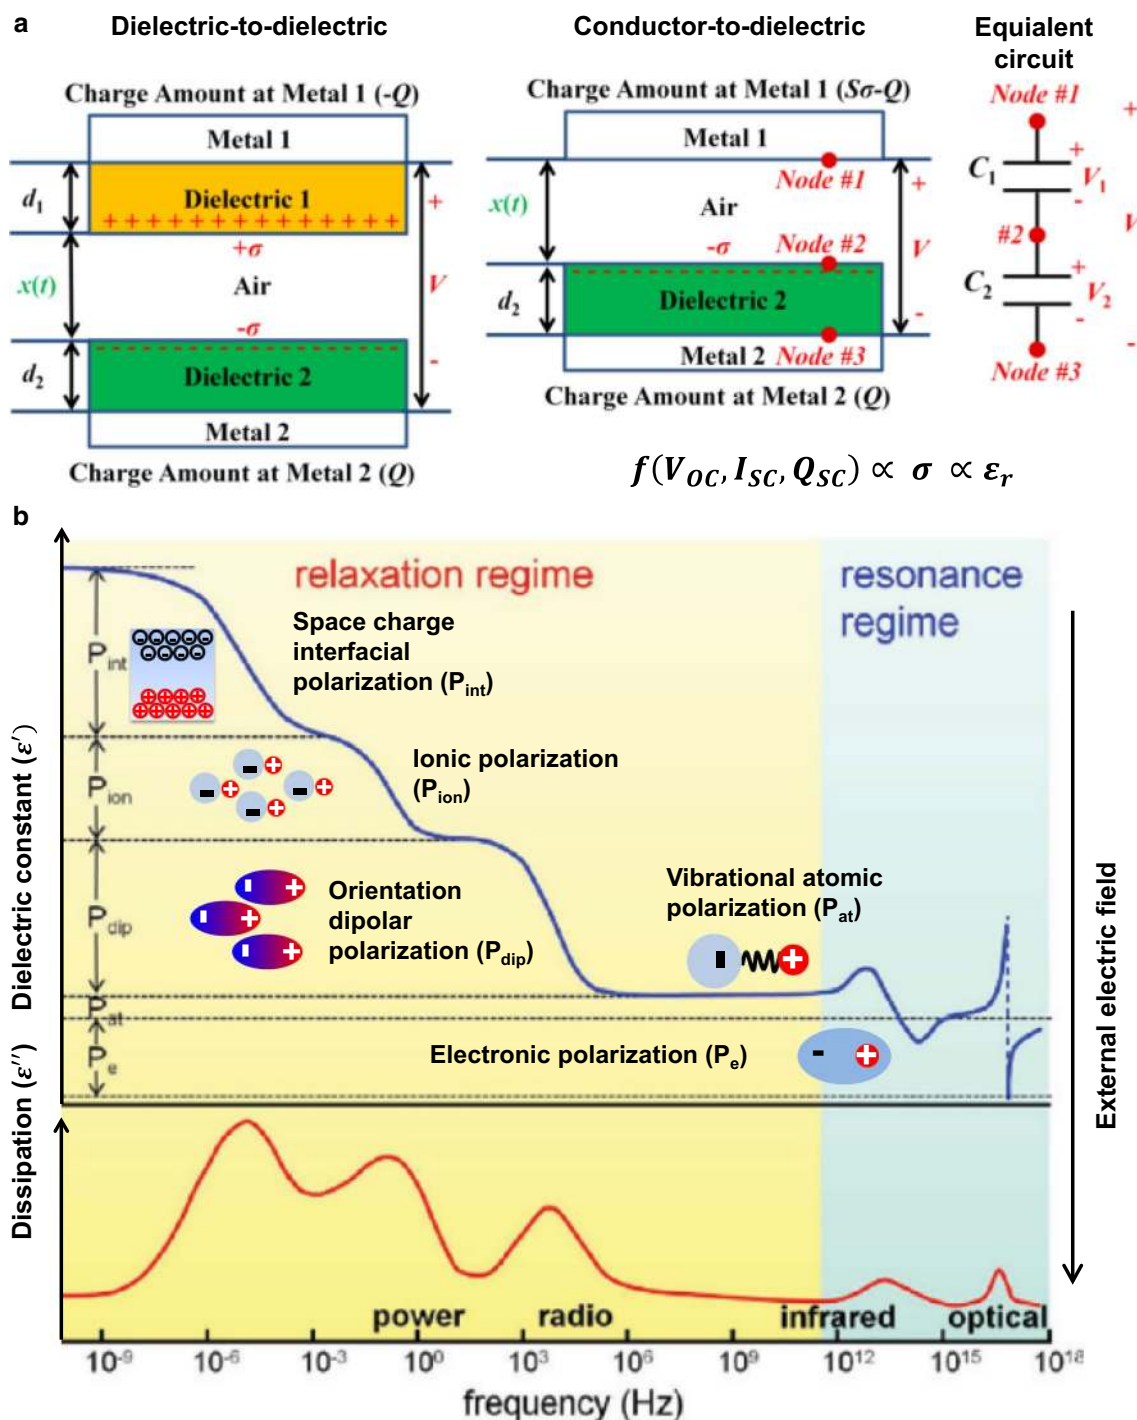 a
Dielectric-to-dielectric
Charge Amount at Metal 1 (-Q)
Metal 1
d1
Dielectric 1
+ + + + + + + + + + + + +
+σ
x(t)
Air
V
+
-
-σ
d2
Dielectric 2
Metal 2
Charge Amount at Metal 2 (Q)
Conductor-to-dielectric
Charge Amount at Metal 1 (Sσ-Q)
Metal 1
Node #1
x(t)
Air
+
V
-
-σ
Node #2
d2
Dielectric 2
Metal 2
Node #3
Charge Amount at Metal 2 (Q)
Equialent
circuit
Node #1
+
C1
+
V1
-
#2
V
C2
+
V2
-
-
Node #3
f(VOC, ISC, QSC) ∝ σ ∝ εr
b
relaxation regime
resonance
regime
Space charge
interfacial
polarization (Pint)
Pint
Ionic polarization
(Pion)
Pion
Orientation
dipolar
polarization (Pdip)
Pdip
Vibrational atomic
polarization (Pat)
Pat
Electronic polarization (Pe)
Pe
Dielectric constant (ε′)
Dissipation (ε″)
External electric field
power
radio
infrared
optical
10-9
10-6
10-3
100
103
106
109
1012
1015
1018
frequency (Hz)